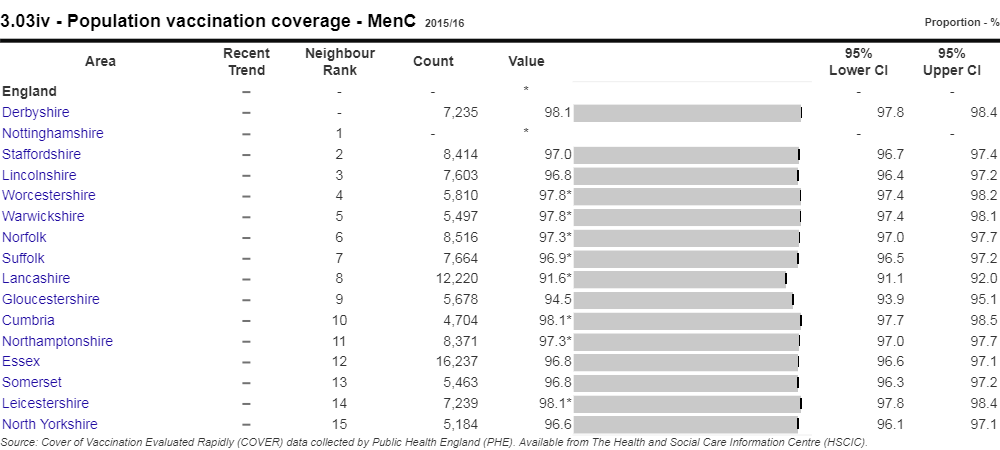 3.03iv - Population vaccination coverage - MenC 2015/16 Proportion - %
Area Recent Trend Neighbour Rank Count Value 95% Lower CI 95% Upper CI
England – - - * - -
Derbyshire – - 7,235 98.1 97.8 98.4
Nottinghamshire – 1 - * - -
Staffordshire – 2 8,414 97.0 96.7 97.4
Lincolnshire – 3 7,603 96.8 96.4 97.2
Worcestershire – 4 5,810 97.8* 97.4 98.2
Warwickshire – 5 5,497 97.8* 97.4 98.1
Norfolk – 6 8,516 97.3* 97.0 97.7
Suffolk – 7 7,664 96.9* 96.5 97.2
Lancashire – 8 12,220 91.6* 91.1 92.0
Gloucestershire – 9 5,678 94.5 93.9 95.1
Cumbria – 10 4,704 98.1* 97.7 98.5
Northamptonshire – 11 8,371 97.3* 97.0 97.7
Essex – 12 16,237 96.8 96.6 97.1
Somerset – 13 5,463 96.8 96.3 97.2
Leicestershire – 14 7,239 98.1* 97.8 98.4
North Yorkshire – 15 5,184 96.6 96.1 97.1
Source: Cover of Vaccination Evaluated Rapidly (COVER) data collected by Public Health England (PHE). Available from The Health and Social Care Information Centre (HSCIC).